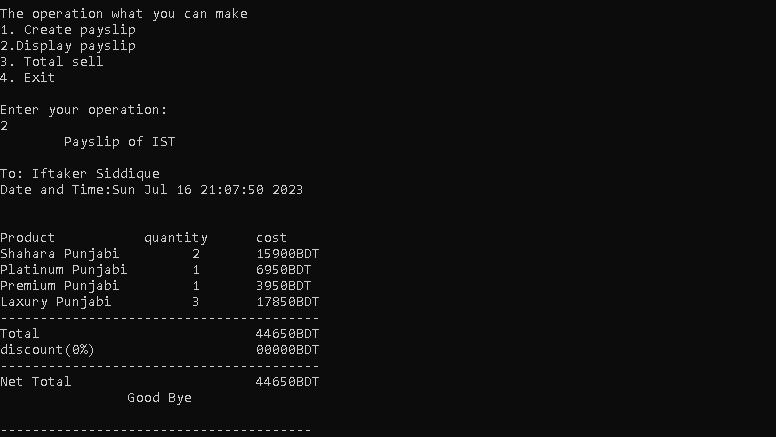 The operation what you can make
1. Create payslip
2.Display payslip
3. Total sell
4. Exit
Enter your operation:
2
Payslip of IST
To: Iftaker Siddique
Date and Time:Sun Jul 16 21:07:50 2023
Product quantity cost
Shahara Punjabi 2 15900BDT
Platinum Punjabi 1 6950BDT
Premium Punjabi 1 3950BDT
Laxury Punjabi 3 17850BDT
----------------------------------------
Total 44650BDT
discount(0%) 00000BDT
----------------------------------------
Net Total 44650BDT
Good Bye
---------------------------------------